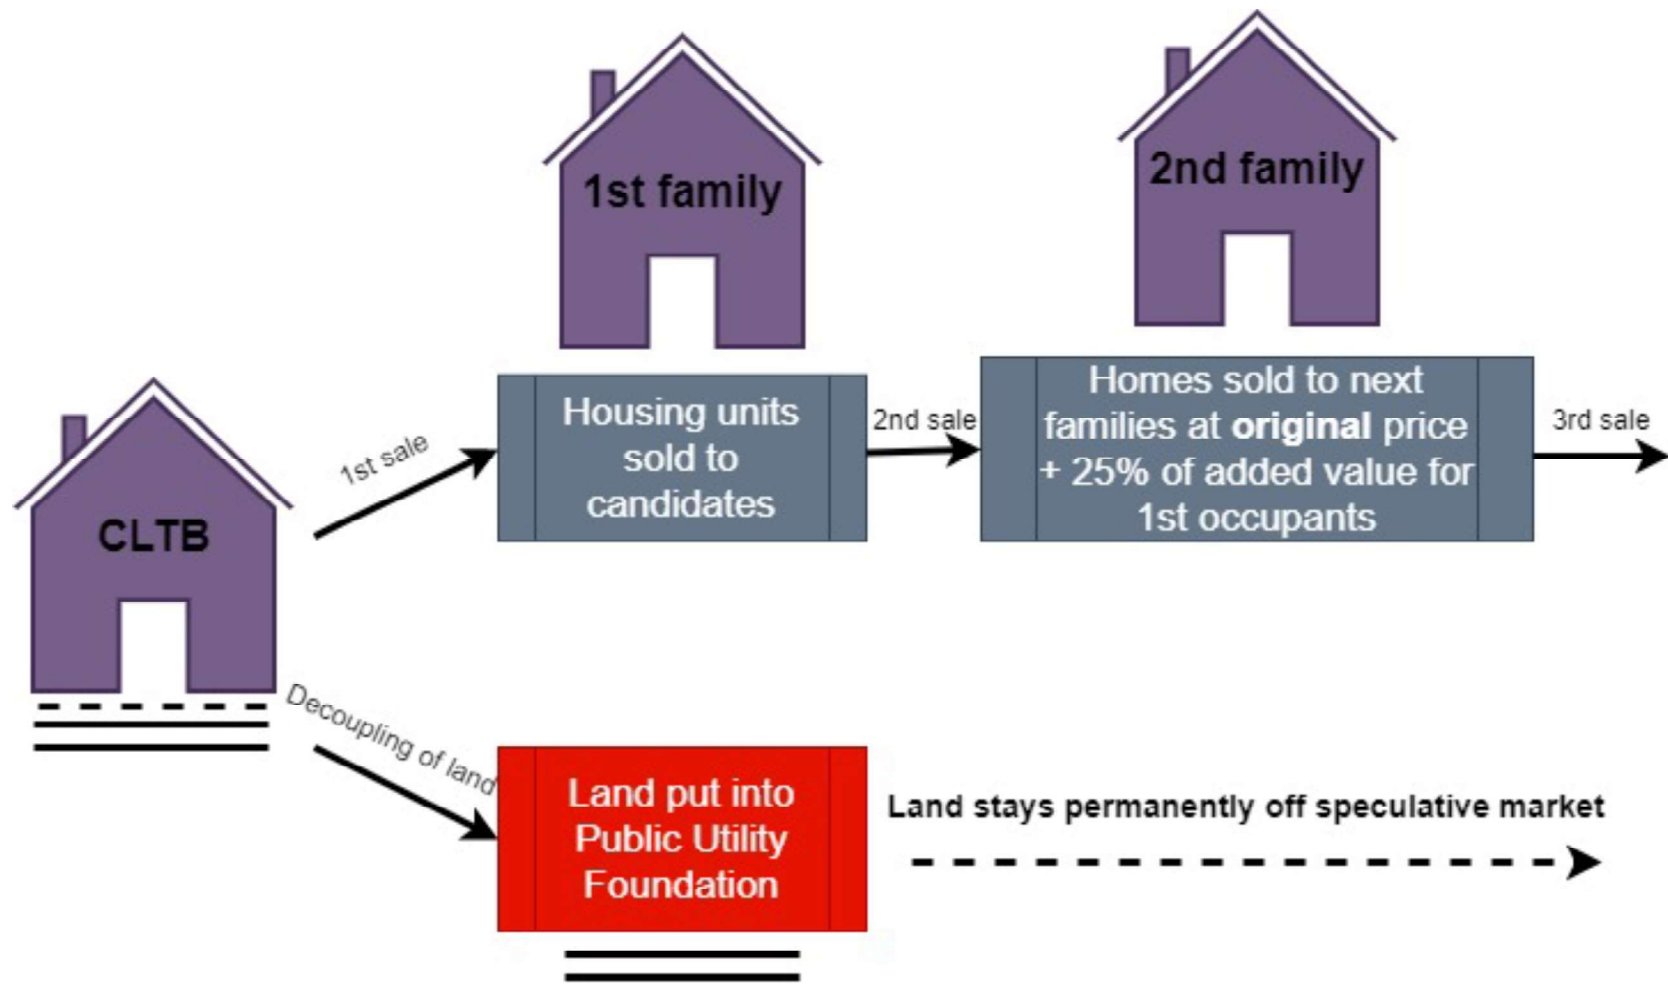 1st family
2nd family
CLTB
1st sale
Housing units
sold to
candidates
2nd sale
Homes sold to next
families at original price
+ 25% of added value for
1st occupants
3rd sale
Decoupling of land
Land put into
Public Utility
Foundation
Land stays permanently off speculative market